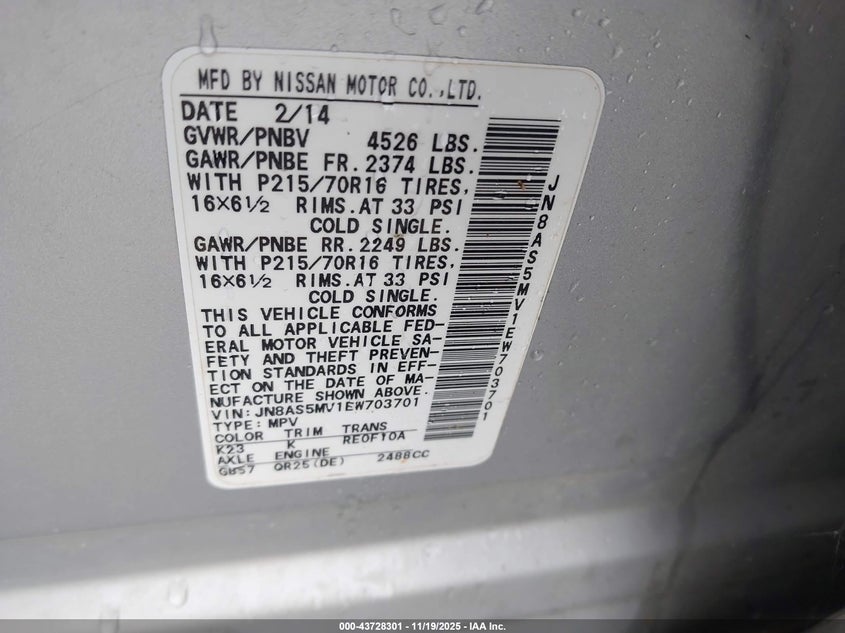 MFD BY NISSAN MOTOR CO.,LTD.
DATE 2/14
GVWR/PNBV 4526 LBS.
GAWR/PNBE FR. 2374 LBS.
WITH P215/70R16 TIRES,
16X6½ RIMS. AT 33 PSI
COLD SINGLE.
GAWR/PNBE RR. 2249 LBS.
WITH P215/70R16 TIRES,
16X6½ RIMS. AT 33 PSI
COLD SINGLE.
THIS VEHICLE CONFORMS
TO ALL APPLICABLE FED-
ERAL MOTOR VEHICLE SA-
FETY AND THEFT PREVEN-
TION STANDARDS IN EFF-
ECT ON THE DATE OF MA-
NUFACTURE SHOWN ABOVE.
VIN: JN8AS5MV1EW703701
TYPE: MPV
COLOR TRIM TRANS
K23 K RE0F10A
AXLE ENGINE
GB57 QR25(DE) 2488CC
JN8AS5MV1EW703701
000-43728301 - 11/19/2025 - IAA Inc.